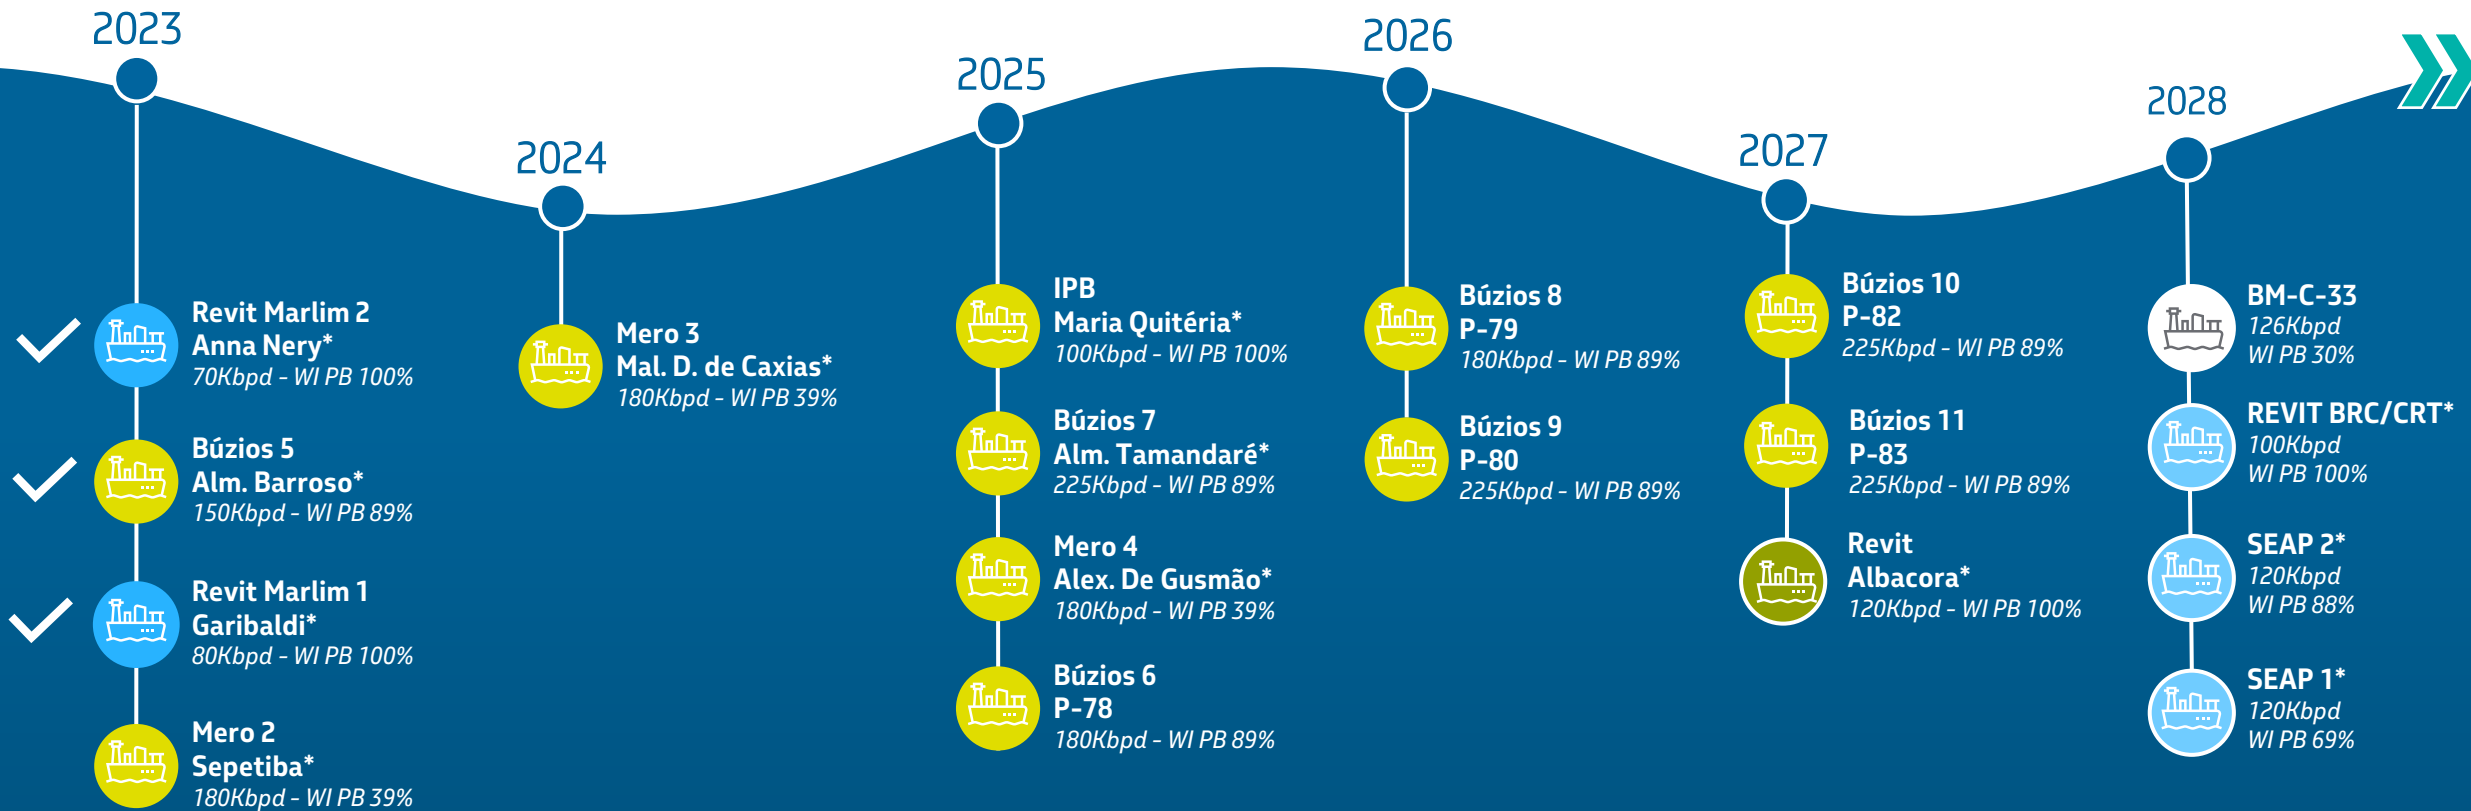 2023
Revit Marlim 2
Anna Nery*
70Kbpd - WI PB 100%
Búzios 5
Alm. Barroso*
150Kbpd - WI PB 89%
Revit Marlim 1
Garibaldi*
80Kbpd - WI PB 100%
Mero 2
Sepetiba*
180Kbpd - WI PB 39%
2024
Mero 3
Mal. D. de Caxias*
180Kbpd - WI PB 39%
2025
IPB
Maria Quitéria*
100Kbpd - WI PB 100%
Búzios 7
Alm. Tamandaré*
225Kbpd - WI PB 89%
Mero 4
Alex. De Gusmão*
180Kbpd - WI PB 39%
Búzios 6
P-78
180Kbpd - WI PB 89%
2026
Búzios 8
P-79
180Kbpd - WI PB 89%
Búzios 9
P-80
225Kbpd - WI PB 89%
2027
Búzios 10
P-82
225Kbpd - WI PB 89%
Búzios 11
P-83
225Kbpd - WI PB 89%
Revit
Albacora*
120Kbpd - WI PB 100%
2028
BM-C-33
126Kbpd
WI PB 30%
REVIT BRC/CRT*
100Kbpd
WI PB 100%
SEAP 2*
120Kbpd
WI PB 88%
SEAP 1*
120Kbpd
WI PB 69%